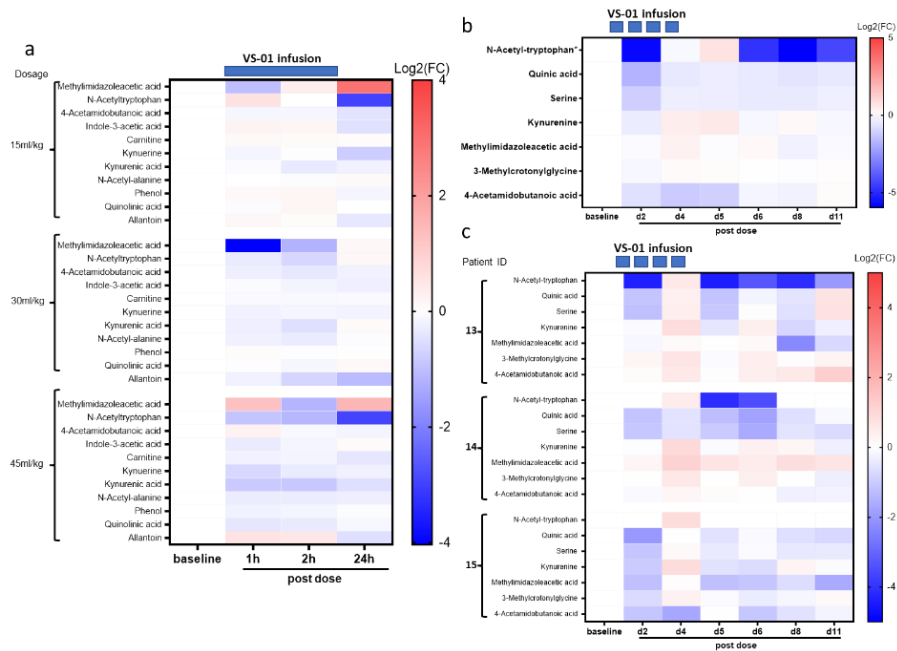 a
VS-01 infusion
Dosage
Log2(FC)
15ml/kg
Methylimidazoleacetic acid
N-Acetyltryptophan
4-Acetamidobutanoic acid
Indole-3-acetic acid
Carnitine
Kynuerine
Kynurenic acid
N-Acetyl-alanine
Phenol
Quinolinic acid
Allantoin
30ml/kg
Methylimidazoleacetic acid
N-Acetyltryptophan
4-Acetamidobutanoic acid
Indole-3-acetic acid
Carnitine
Kynuerine
Kynurenic acid
N-Acetyl-alanine
Phenol
Quinolinic acid
Allantoin
45ml/kg
Methylimidazoleacetic acid
N-Acetyltryptophan
4-Acetamidobutanoic acid
Indole-3-acetic acid
Carnitine
Kynuerine
Kynurenic acid
N-Acetyl-alanine
Phenol
Quinolinic acid
Allantoin
baseline 1h 2h 24h
post dose
4
2
0
-2
-4
b
VS-01 infusion
Log2(FC)
N-Acetyl-tryptophan*
Quinic acid
Serine
Kynurenine
Methylimidazoleacetic acid
3-Methylcrotonylglycine
4-Acetamidobutanoic acid
baseline d2 d4 d5 d6 d8 d11
post dose
5
0
-5
c
VS-01 infusion
Patient ID
Log2(FC)
13
N-Acetyl-tryptophan
Quinic acid
Serine
Kynurenine
Methylimidazoleacetic acid
3-Methylcrotonylglycine
4-Acetamidobutanoic acid
14
N-Acetyl-tryptophan
Quinic acid
Serine
Kynurenine
Methylimidazoleacetic acid
3-Methylcrotonylglycine
4-Acetamidobutanoic acid
15
N-Acetyl-tryptophan
Quinic acid
Serine
Kynurenine
Methylimidazoleacetic acid
3-Methylcrotonylglycine
4-Acetamidobutanoic acid
baseline d2 d4 d5 d6 d8 d11
post dose
4
2
0
-2
-4